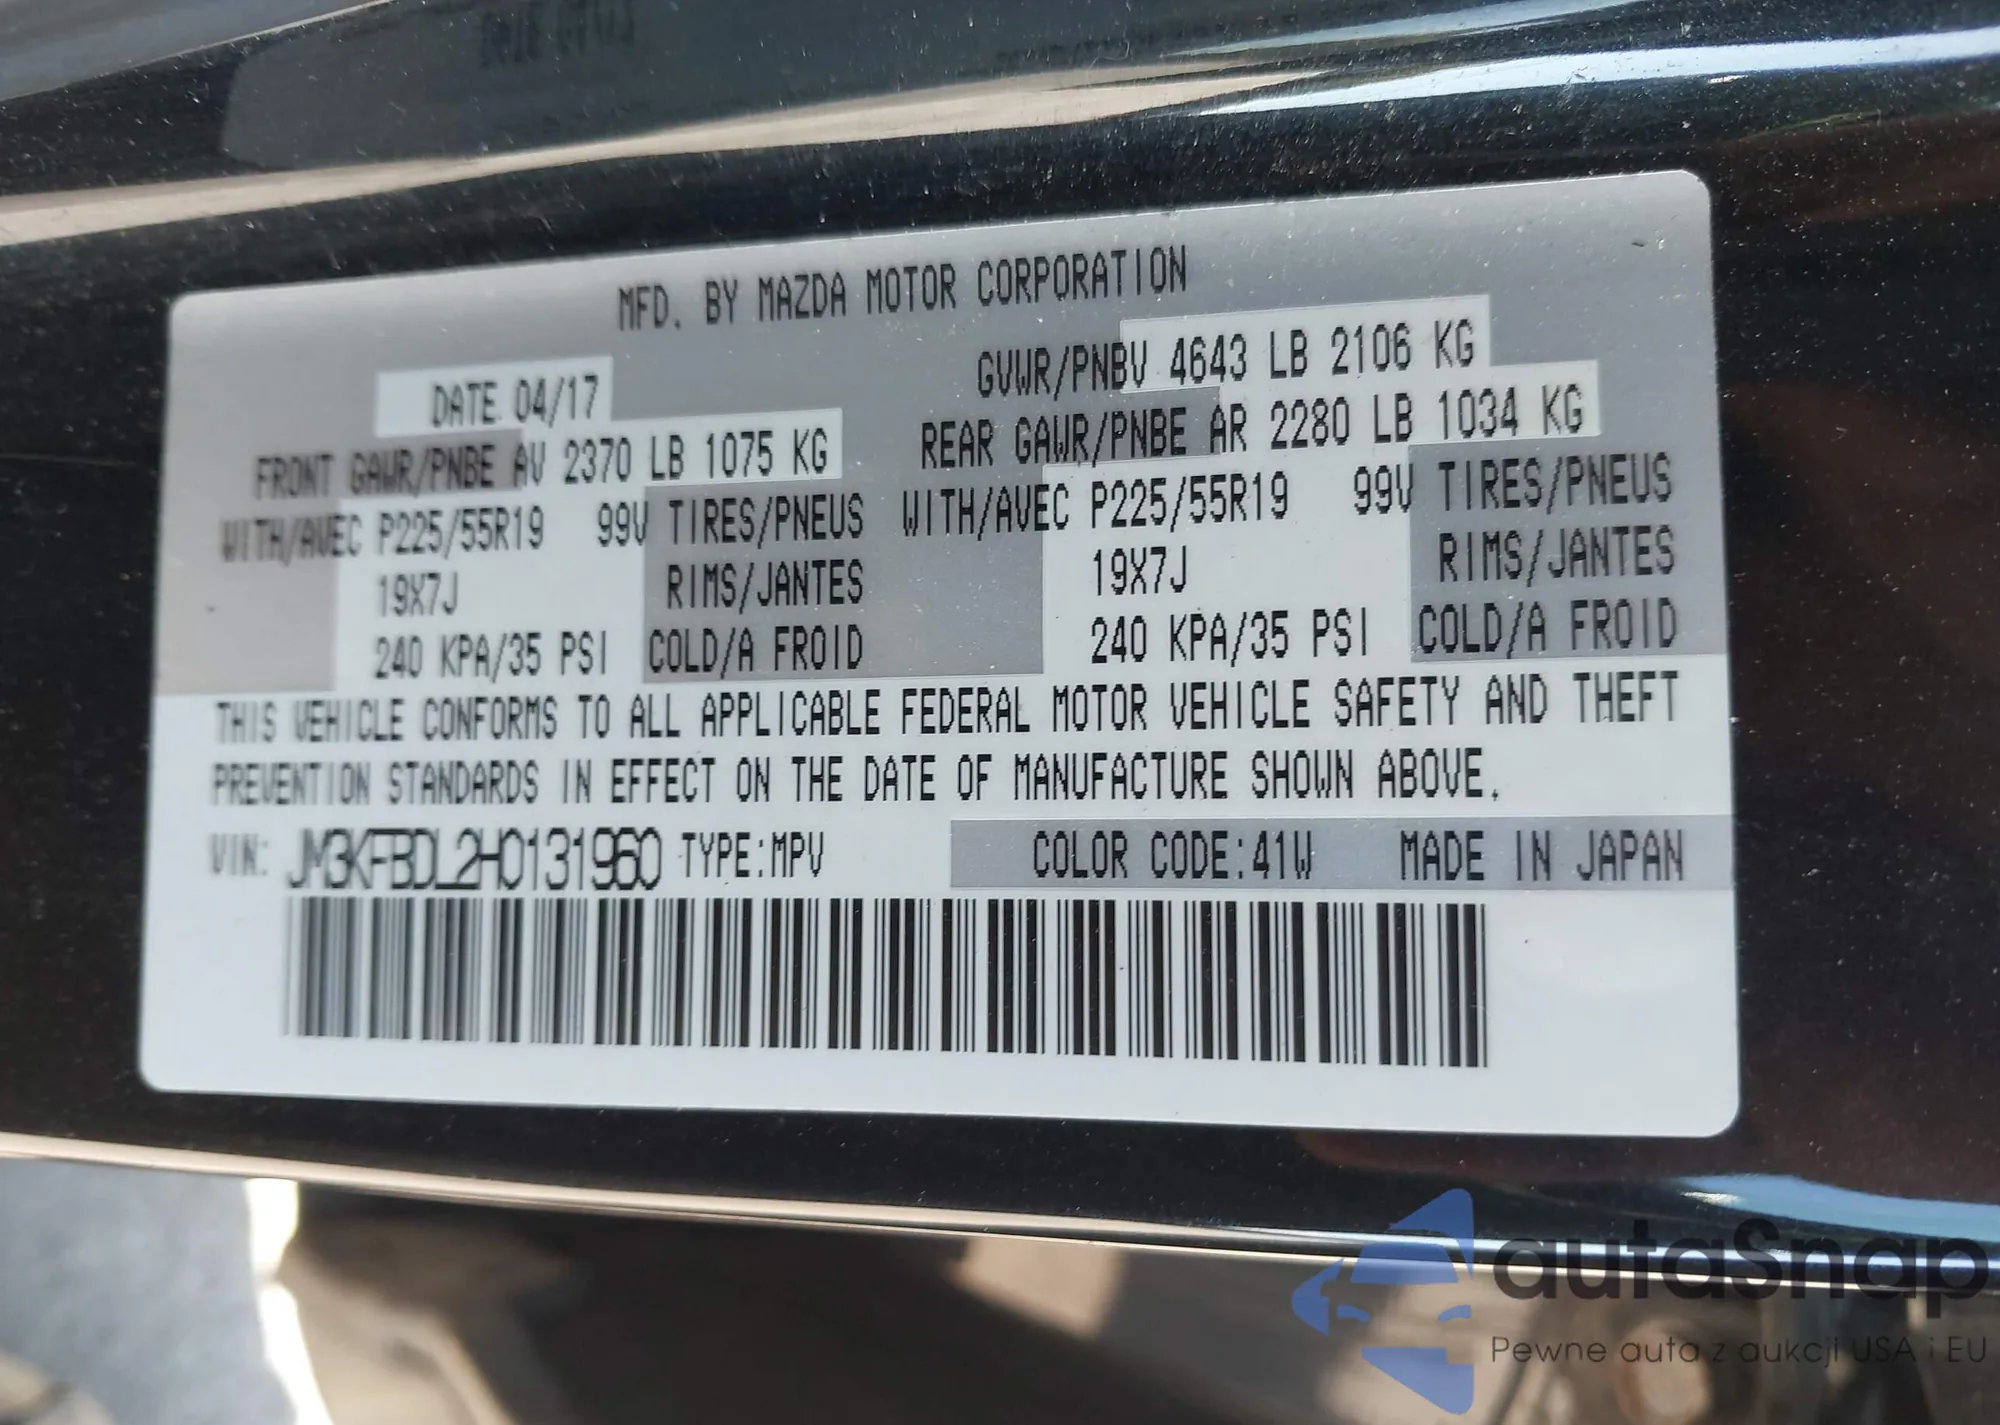 MFD. BY MAZDA MOTOR CORPORATION
DATE 04/17 GVWR/PNBV 4643 LB 2106 KG
FRONT GAWR/PNBE AV 2370 LB 1075 KG REAR GAWR/PNBE AR 2280 LB 1034 KG
WITH/AVEC P225/55R19 99V TIRES/PNEUS WITH/AVEC P225/55R19 99V TIRES/PNEUS
19X7J RIMS/JANTES 19X7J RIMS/JANTES
240 KPA/35 PSI COLD/A FROID 240 KPA/35 PSI COLD/A FROID
THIS VEHICLE CONFORMS TO ALL APPLICABLE FEDERAL MOTOR VEHICLE SAFETY AND THEFT
PREVENTION STANDARDS IN EFFECT ON THE DATE OF MANUFACTURE SHOWN ABOVE.
VIN: JM3KFBDL2H0131960 TYPE:MPV COLOR CODE:41W MADE IN JAPAN
autaSnap
Pewne auta z aukcji USA i EU